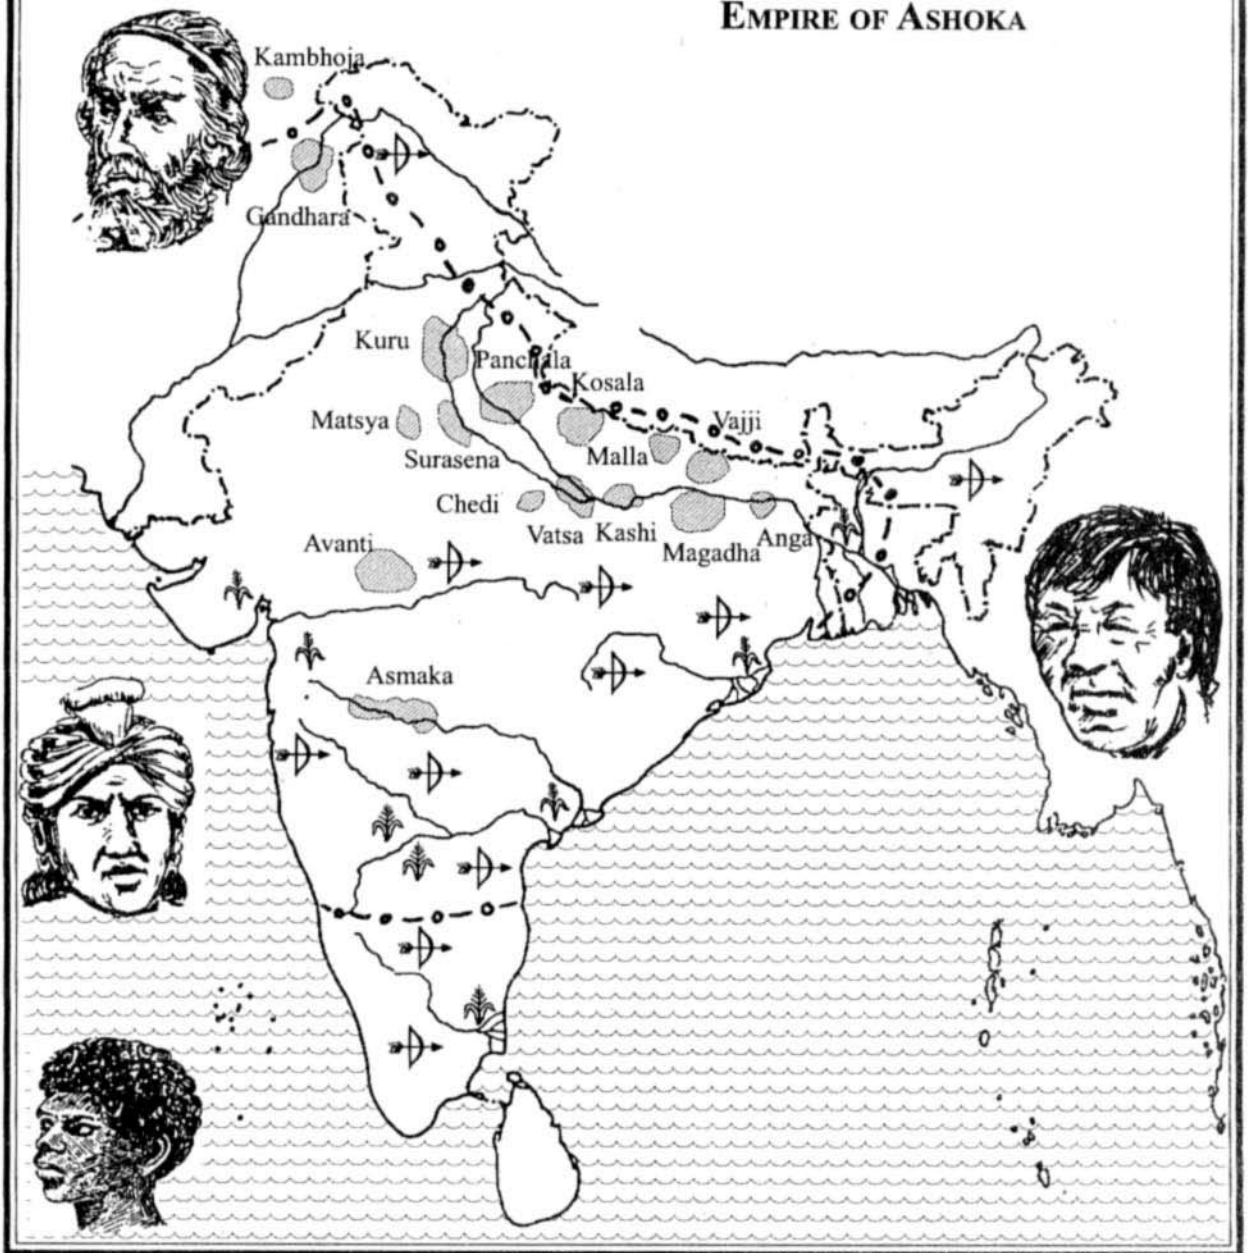 EMPIRE OF ASHOKA
Kambhoja
Gandhara
Kuru
Panchala
Kosala
Matsya
Vajji
Surasena
Malla
Chedi
Vatsa
Kashi
Magadha
Anga
Avanti
Asmaka